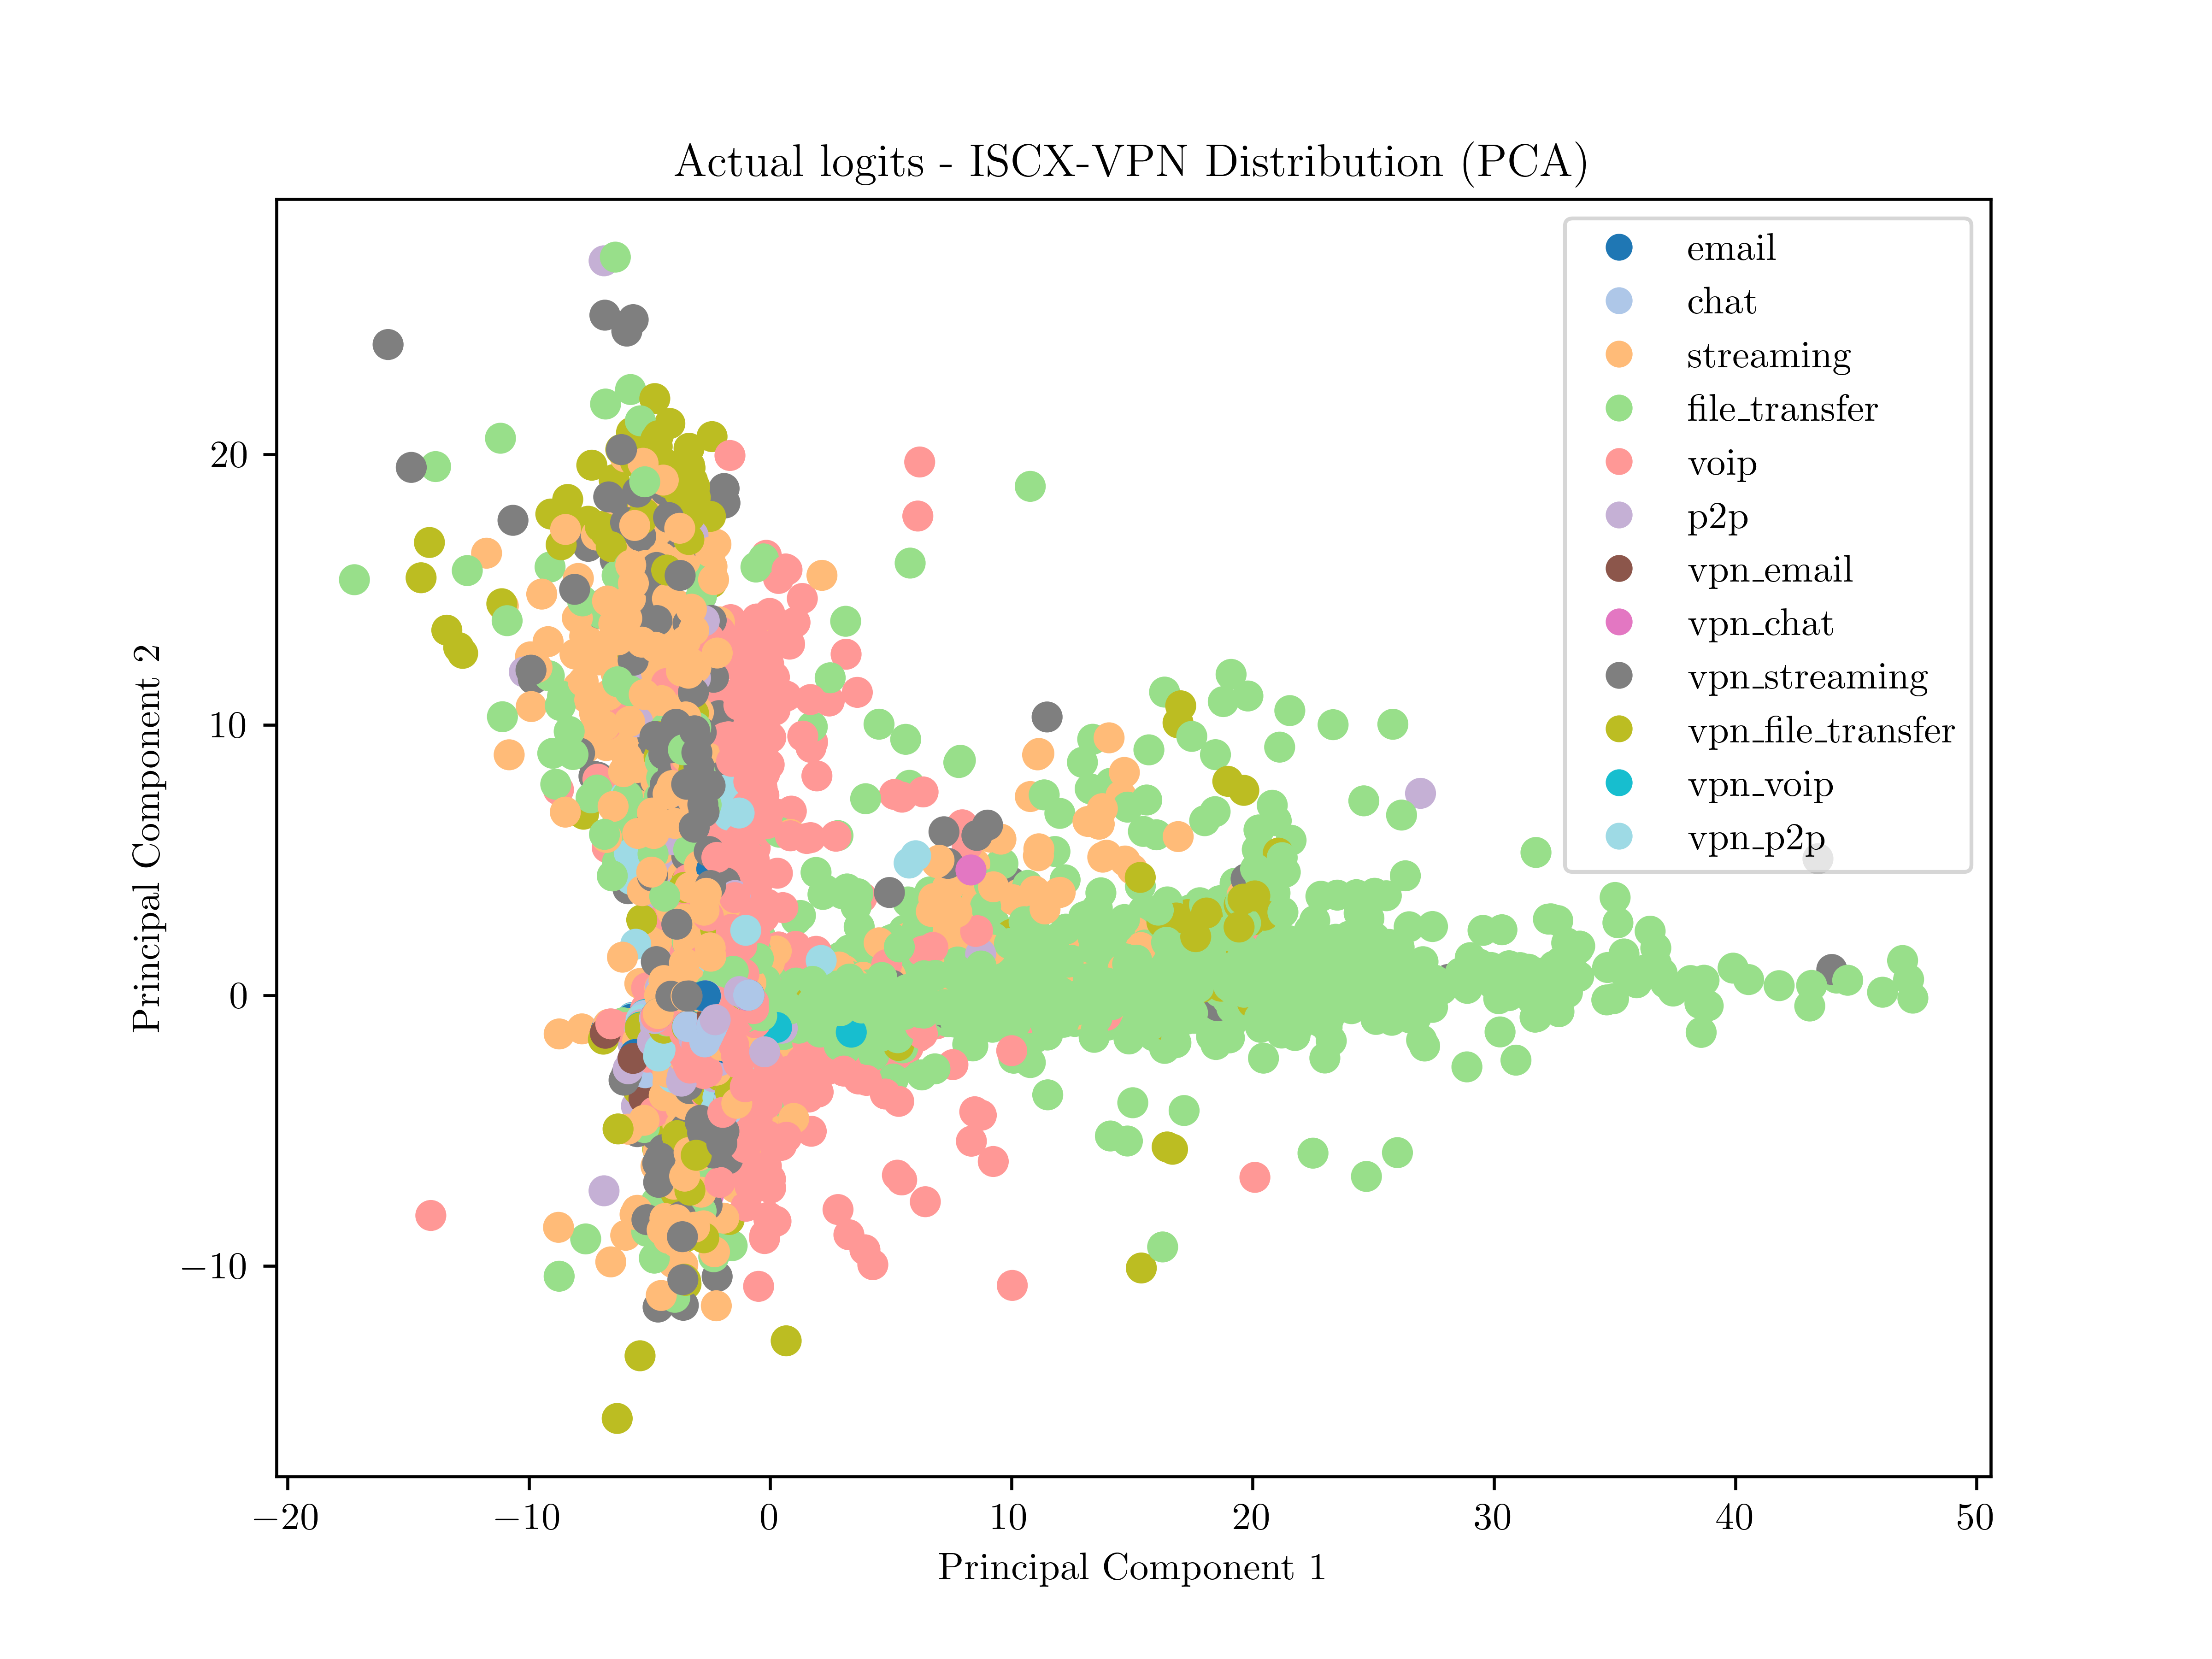 Actual logits - ISCX-VPN Distribution (PCA)
email
chat
streaming
file_transfer
voip
p2p
vpn_email
vpn_chat
vpn_streaming
vpn_file_transfer
vpn_voip
vpn_p2p
Principal Component 2
20
10
0
−10
−20 −10 0 10 20 30 40 50
Principal Component 1